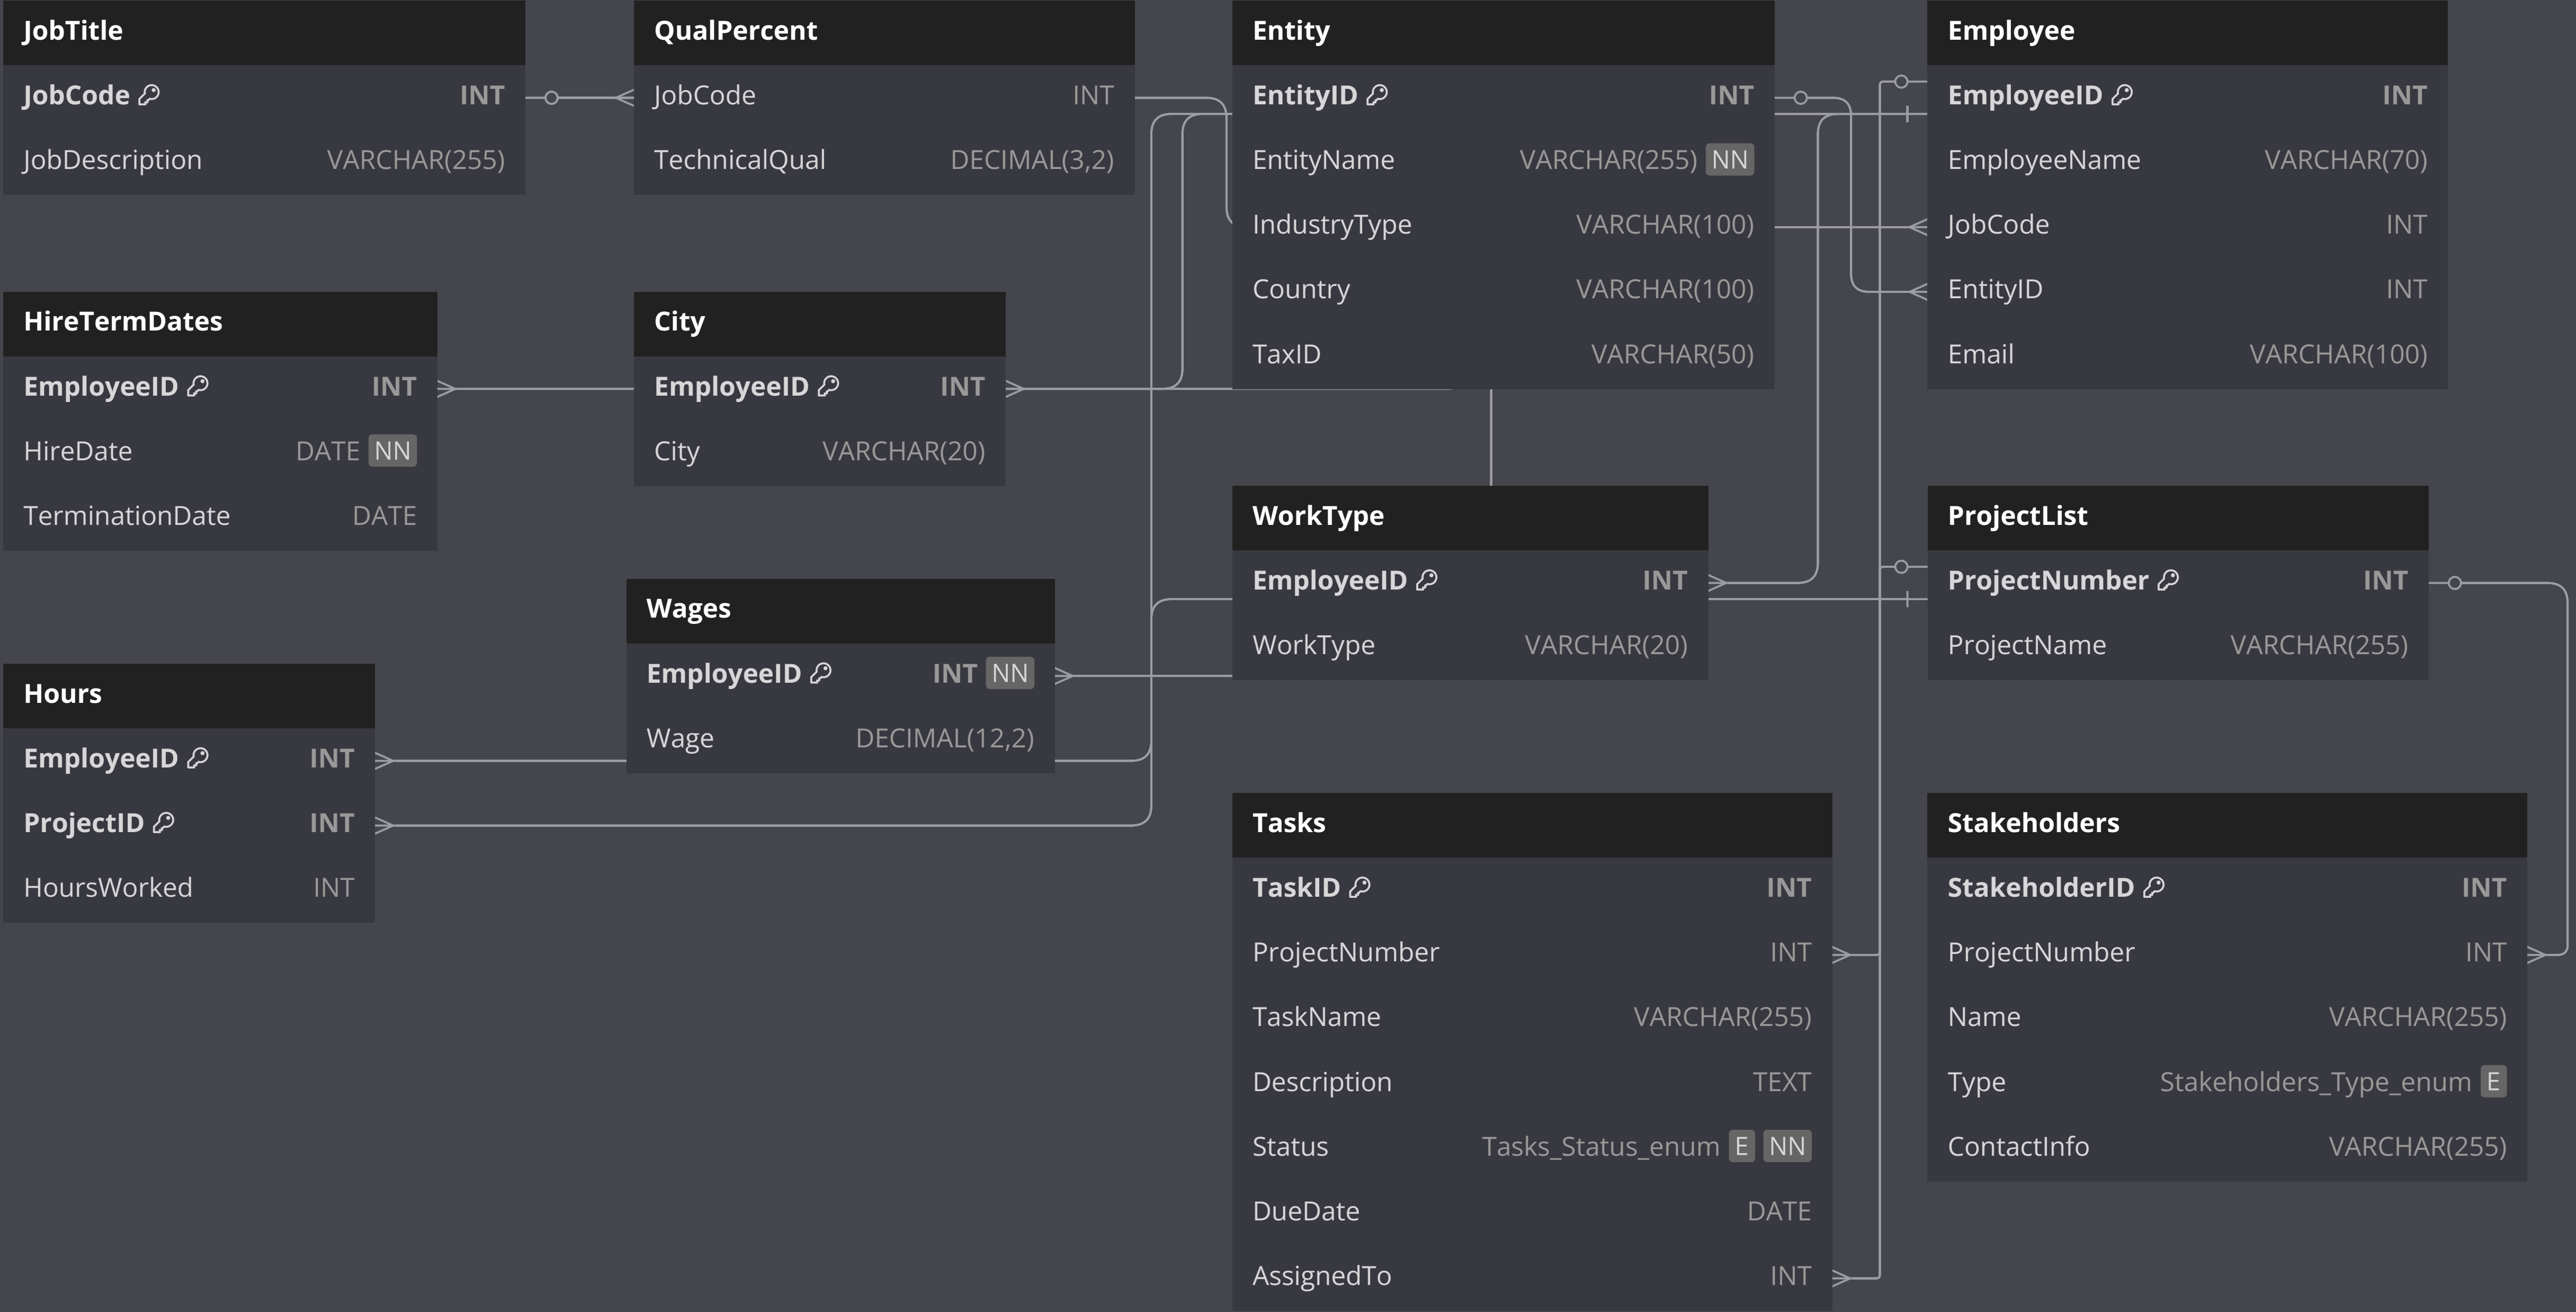 JobTitle
JobCode INT
JobDescription VARCHAR(255)
QualPercent
JobCode INT
TechnicalQual DECIMAL(3,2)
Entity
EntityID INT
EntityName VARCHAR(255) NN
IndustryType VARCHAR(100)
Country VARCHAR(100)
TaxID VARCHAR(50)
Employee
EmployeeID INT
EmployeeName VARCHAR(70)
JobCode INT
EntityID INT
Email VARCHAR(100)
HireTermDates
EmployeeID INT
HireDate DATE NN
TerminationDate DATE
City
EmployeeID INT
City VARCHAR(20)
WorkType
EmployeeID INT
WorkType VARCHAR(20)
ProjectList
ProjectNumber INT
ProjectName VARCHAR(255)
Wages
EmployeeID INT NN
Wage DECIMAL(12,2)
Hours
EmployeeID INT
ProjectID INT
HoursWorked INT
Tasks
TaskID INT
ProjectNumber INT
TaskName VARCHAR(255)
Description TEXT
Status Tasks_Status_enum E NN
DueDate DATE
AssignedTo INT
Stakeholders
StakeholderID INT
ProjectNumber INT
Name VARCHAR(255)
Type Stakeholders_Type_enum E
ContactInfo VARCHAR(255)